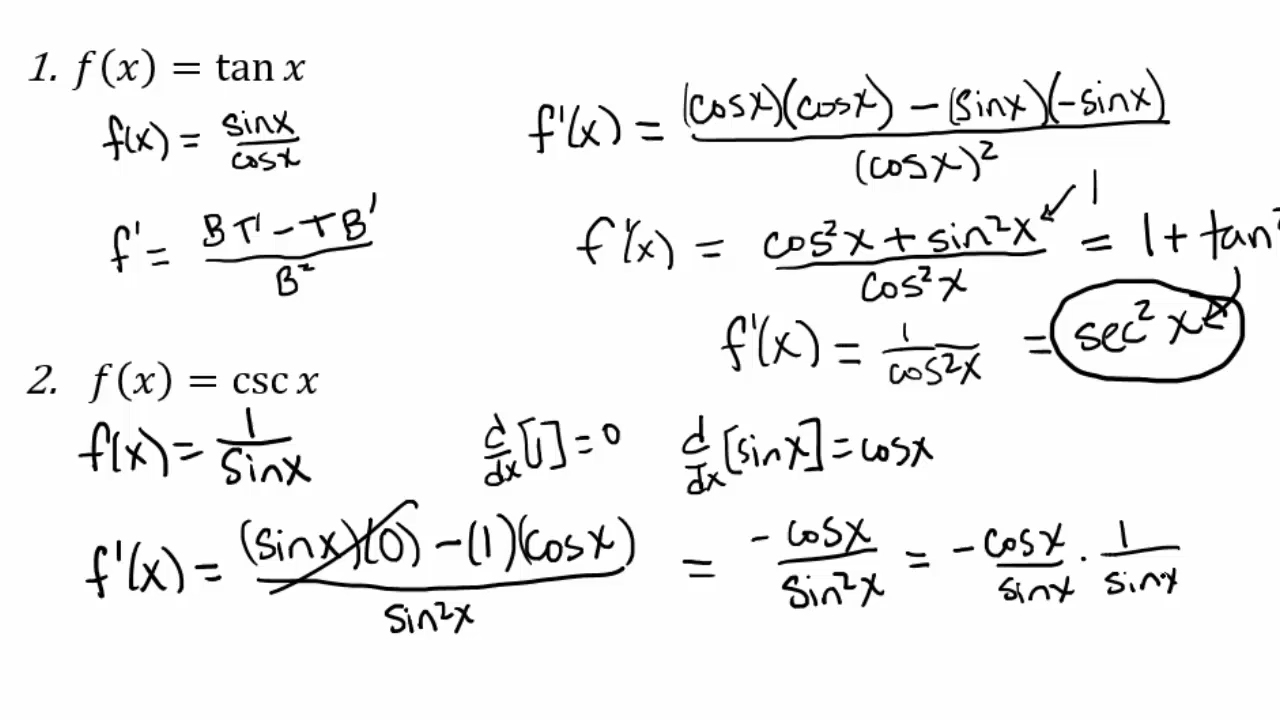 1. f(x) = tan x
f(x) = sinx/cosx
f' = (BT' - TB')/B²
f'(x) = ((cosx)(cosx) - (sinx)(-sinx))/(cosx)²
1
f'(x) = (cos²x + sin²x)/cos²x = 1 + tan²
f'(x) = 1/cos²x = sec²x
2. f(x) = csc x
f(x) = 1/sinx
d/dx [1] = 0
d/dx [sinx] = cosx
f'(x) = ((sinx)(0) - (1)(cosx))/sin²x = -cosx/sin²x = -cosx/sinx · 1/sinx